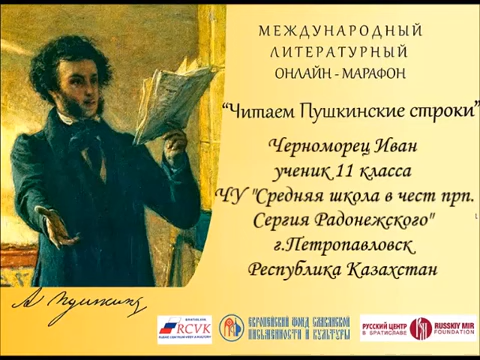 МЕЖДУНАРОДНЫЙ
ЛИТЕРАТУРНЫЙ
ОНЛАЙН - МАРАФОН
“Читаем Пушкинские строки”
Черноморец Иван
ученик 11 класса
ЧУ "Средняя школа в чест прп.
Сергия Радонежского"
г.Петропавловск
Республика Казахстан
А Пушкинъ
RCVK
ЕВРОПЕЙСКИЙ ФОНД СЛАВЯНСКОЙ
ПИСЬМЕННОСТИ И КУЛЬТУРЫ
РУССКИЙ ЦЕНТР
В БРАТИСЛАВЕ
RUSSKIY MIR
FOUNDATION